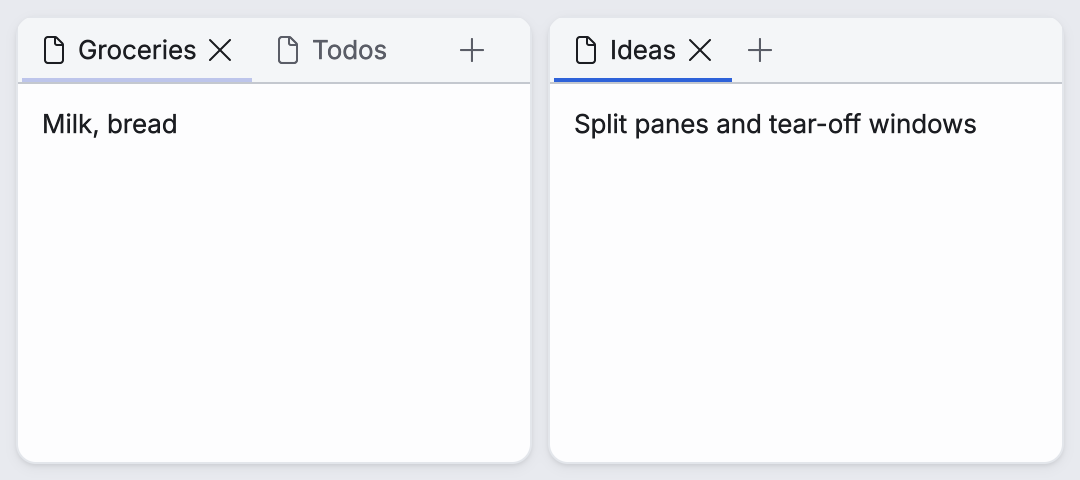 Groceries
Todos
Ideas
Milk, bread
Split panes and tear-off windows